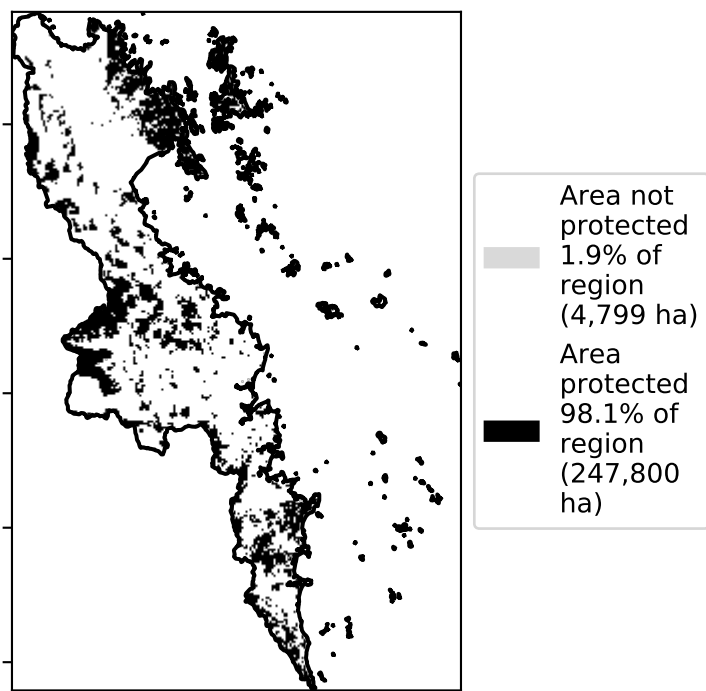 Area not
protected
1.9% of
region
(4,799 ha)
Area
protected
98.1% of
region
(247,800
ha)